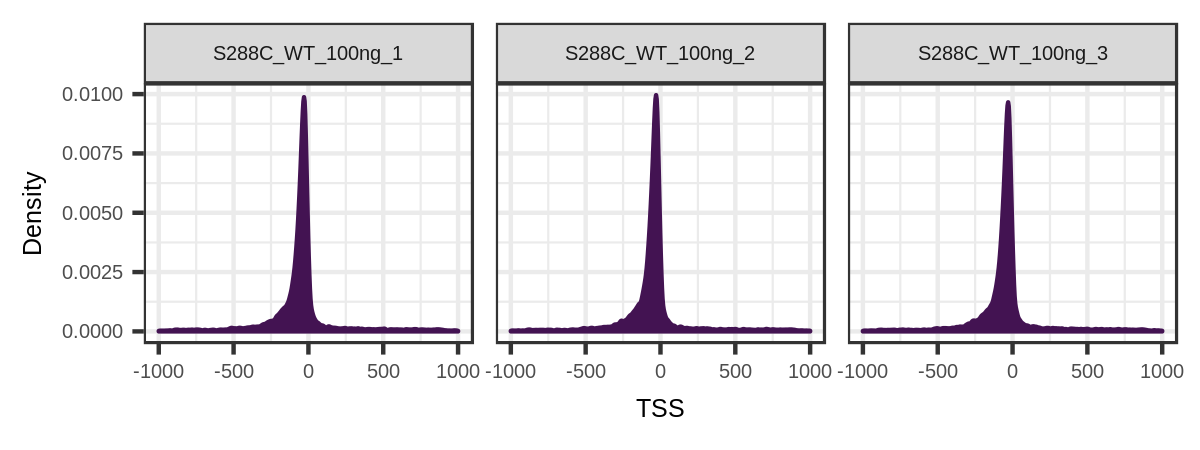 S288C_WT_100ng_1 S288C_WT_100ng_2 S288C_WT_100ng_3
Density
0.0100
0.0075
0.0050
0.0025
0.0000
-1000 -500 0 500 1000 -1000 -500 0 500 1000 -1000 -500 0 500 1000
TSS